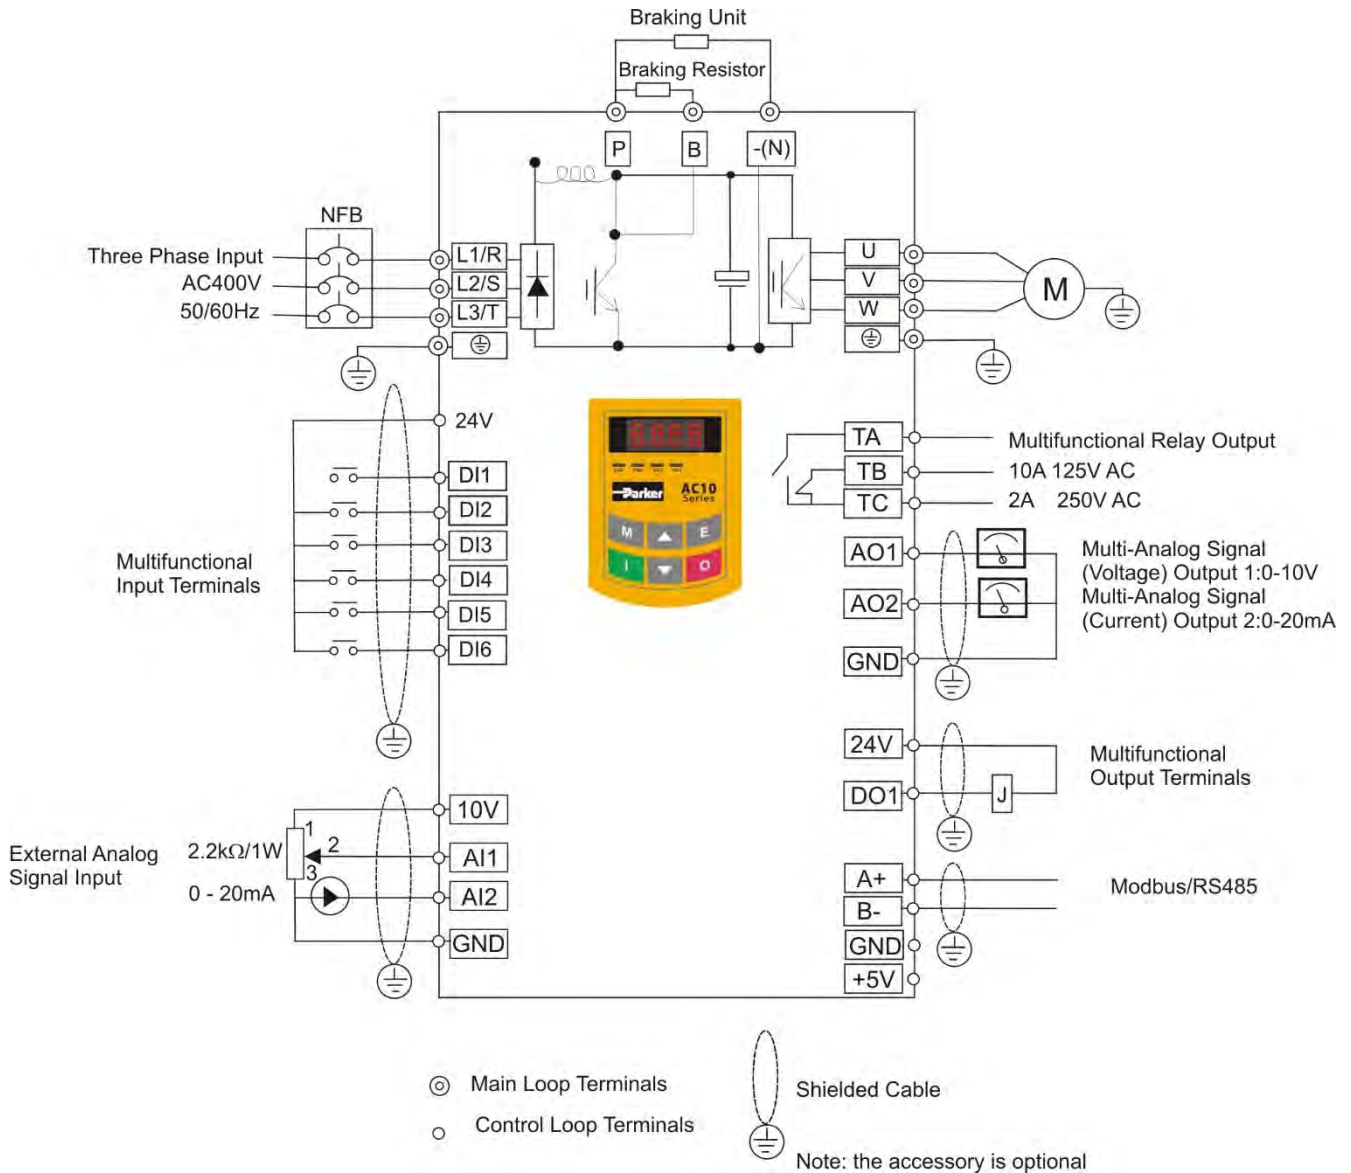 Braking Unit
Braking Resistor
P
B
-(N)
NFB
Three Phase Input
AC400V
50/60Hz
L1/R
L2/S
L3/T
U
V
W
M
24V
DI1
DI2
DI3
DI4
DI5
DI6
Multifunctional
Input Terminals
Parker
AC10
Series
M
E
I
O
TA
TB
TC
Multifunctional Relay Output
10A 125V AC
2A 250V AC
AO1
AO2
GND
Multi-Analog Signal
(Voltage) Output 1:0-10V
Multi-Analog Signal
(Current) Output 2:0-20mA
24V
DO1
J
Multifunctional
Output Terminals
External Analog
Signal Input
2.2kΩ/1W
0 - 20mA
1
2
3
10V
AI1
AI2
GND
A+
B-
GND
+5V
Modbus/RS485
Main Loop Terminals
Control Loop Terminals
Shielded Cable
Note: the accessory is optional